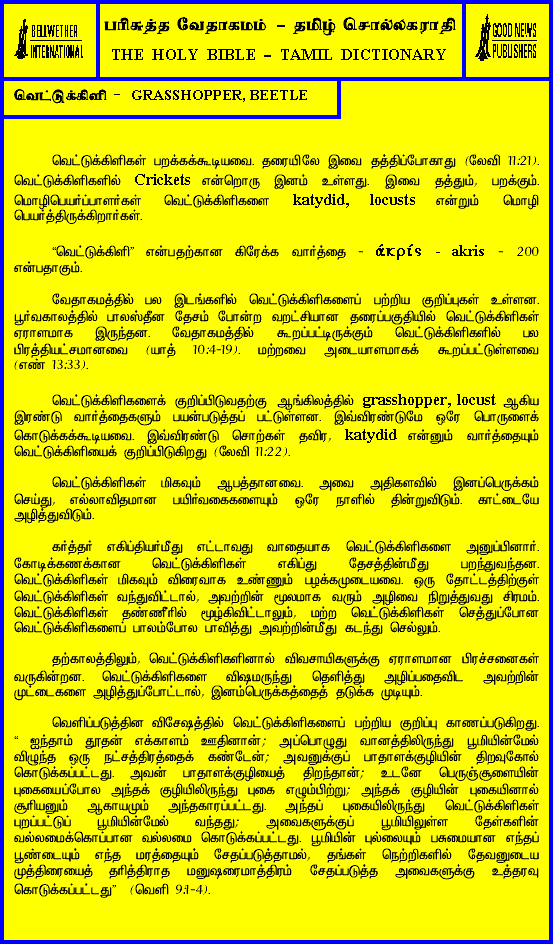 BELLWETHER
INTERNATIONAL
பரிசுத்த வேதாகமம் - தமிழ் சொல்லகராதி
THE HOLY BIBLE - TAMIL DICTIONARY
GOOD NEWS
PUBLISHERS
வெட்டுக்கிளி - GRASSHOPPER, BEETLE
வெட்டுக்கிளிகள் பறக்கக்கூடியவை. தரையிலே இவை தத்திப்போகாது (லேவி 11:21).
வெட்டுக்கிளிகளில் Crickets என்றொரு இனம் உள்ளது. இவை தத்தும், பறக்கும்.
மொழிபெயர்ப்பாளர்கள் வெட்டுக்கிளிகளை katydid, locusts என்றும் மொழி
பெயர்த்திருக்கிறார்கள்.
“வெட்டுக்கிளி” என்பதற்கான கிரேக்க வார்த்தை - ἀκρίς - akris - 200
என்பதாகும்.
வேதாகமத்தில் பல இடங்களில் வெட்டுக்கிளிகளைப் பற்றிய குறிப்புகள் உள்ளன.
பூர்வகாலத்தில் பாலஸ்தீன தேசம் போன்ற வறட்சியான தரைப்பகுதியில் வெட்டுக்கிளிகள்
ஏராளமாக இருந்தன. வேதாகமத்தில் கூறப்பட்டிருக்கும் வெட்டுக்கிளிகளில் பல
பிரத்தியட்சமானவை (யாத் 10:4-19). மற்றவை அடையாளமாகக் கூறப்பட்டுள்ளவை
(எண் 13:33).
வெட்டுக்கிளிகளைக் குறிப்பிடுவதற்கு ஆங்கிலத்தில் grasshopper, locust ஆகிய
இரண்டு வார்த்தைகளும் பயன்படுத்தப் பட்டுள்ளன. இவ்விரண்டுமே ஒரே பொருளைக்
கொடுக்கக்கூடியவை. இவ்விரண்டு சொற்கள் தவிர, katydid என்னும் வார்த்தையும்
வெட்டுக்கிளியைக் குறிப்பிடுகிறது (லேவி 11:22).
வெட்டுக்கிளிகள் மிகவும் ஆபத்தானவை. அவை அதிகளவில் இனப்பெருக்கம்
செய்து, எல்லாவிதமான பயிர்வகைகளையும் ஒரே நாளில் தின்றுவிடும். காட்டையே
அழித்துவிடும்.
கர்த்தர் எகிப்தியர்மீது எட்டாவது வாதையாக வெட்டுக்கிளிகளை அனுப்பினார்.
கோடிக்கணக்கான வெட்டுக்கிளிகள் எகிப்து தேசத்தின்மீது பறந்துவந்தன.
வெட்டுக்கிளிகள் மிகவும் விரைவாக உண்ணும் பழக்கமுடையவை. ஒரு தோட்டத்திற்குள்
வெட்டுக்கிளிகள் வந்துவிட்டால், அவற்றின் மூலமாக வரும் அழிவை நிறுத்துவது சிரமம்.
வெட்டுக்கிளிகள் தண்ணீரில் மூழ்கிவிட்டாலும், மற்ற வெட்டுக்கிளிகள் செத்துப்போன
வெட்டுக்கிளிகளைப் பாலம்போல பாவித்து அவற்றின்மீது கடந்து செல்லும்.
தற்காலத்திலும், வெட்டுக்கிளிகளினால் விவசாயிகளுக்கு ஏராளமான பிரச்சனைகள்
வருகின்றன. வெட்டுக்கிளிகளை விஷமருந்து தெளித்து அழிப்பதைவிட அவற்றின்
முட்டைகளை அழித்துப்போட்டால், இனம்பெருக்கத்தைத் தடுக்க முடியும்.
வெளிப்படுத்தின விசேஷத்தில் வெட்டுக்கிளிகளைப் பற்றிய குறிப்பு காணப்படுகிறது.
“ ஐந்தாம் தூதன் எக்காளம் ஊதினான்; அப்பொழுது வானத்திலிருந்து பூமியின்மேல்
விழுந்த ஒரு நட்சத்திரத்தைக் கண்டேன்; அவனுக்குப் பாதாளக்குழியின் திறவுகோல்
கொடுக்கப்பட்டது. அவன் பாதாளக்குழியைத் திறந்தான்; உடனே பெருஞ்சூளையின்
புகையைப்போல அந்தக் குழியிலிருந்து புகை எழும்பிற்று; அந்தக் குழியின் புகையினால்
சூரியனும் ஆகாயமும் அந்தகாரப்பட்டது. அந்தப் புகையிலிருந்து வெட்டுக்கிளிகள்
புறப்பட்டுப் பூமியின்மேல் வந்தது; அவைகளுக்குப் பூமியிலுள்ள தேள்களின்
வல்லமைக்கொப்பான வல்லமை கொடுக்கப்பட்டது. பூமியின் புல்லையும் பசுமையான எந்தப்
பூண்டையும் எந்த மரத்தையும் சேதப்படுத்தாமல், தங்கள் நெற்றிகளில் தேவனுடைய
முத்திரையைத் தரித்திராத மனுஷரைமாத்திரம் சேதப்படுத்த அவைகளுக்கு உத்தரவு
கொடுக்கப்பட்டது” (வெளி 9:1-4).